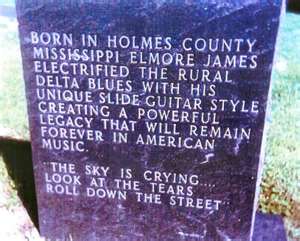 BORN IN HOLMES COUNTY
MISSISSIPPI ELMORE JAMES
ELECTRIFIED THE RURAL
DELTA BLUES WITH HIS
UNIQUE SLIDE GUITAR STYLE
CREATING A POWERFUL
LEGACY THAT WILL REMAIN
FOREVER IN AMERICAN
MUSIC.
"THE SKY IS CRYING....
LOOK AT THE TEARS
ROLL DOWN THE STREET"